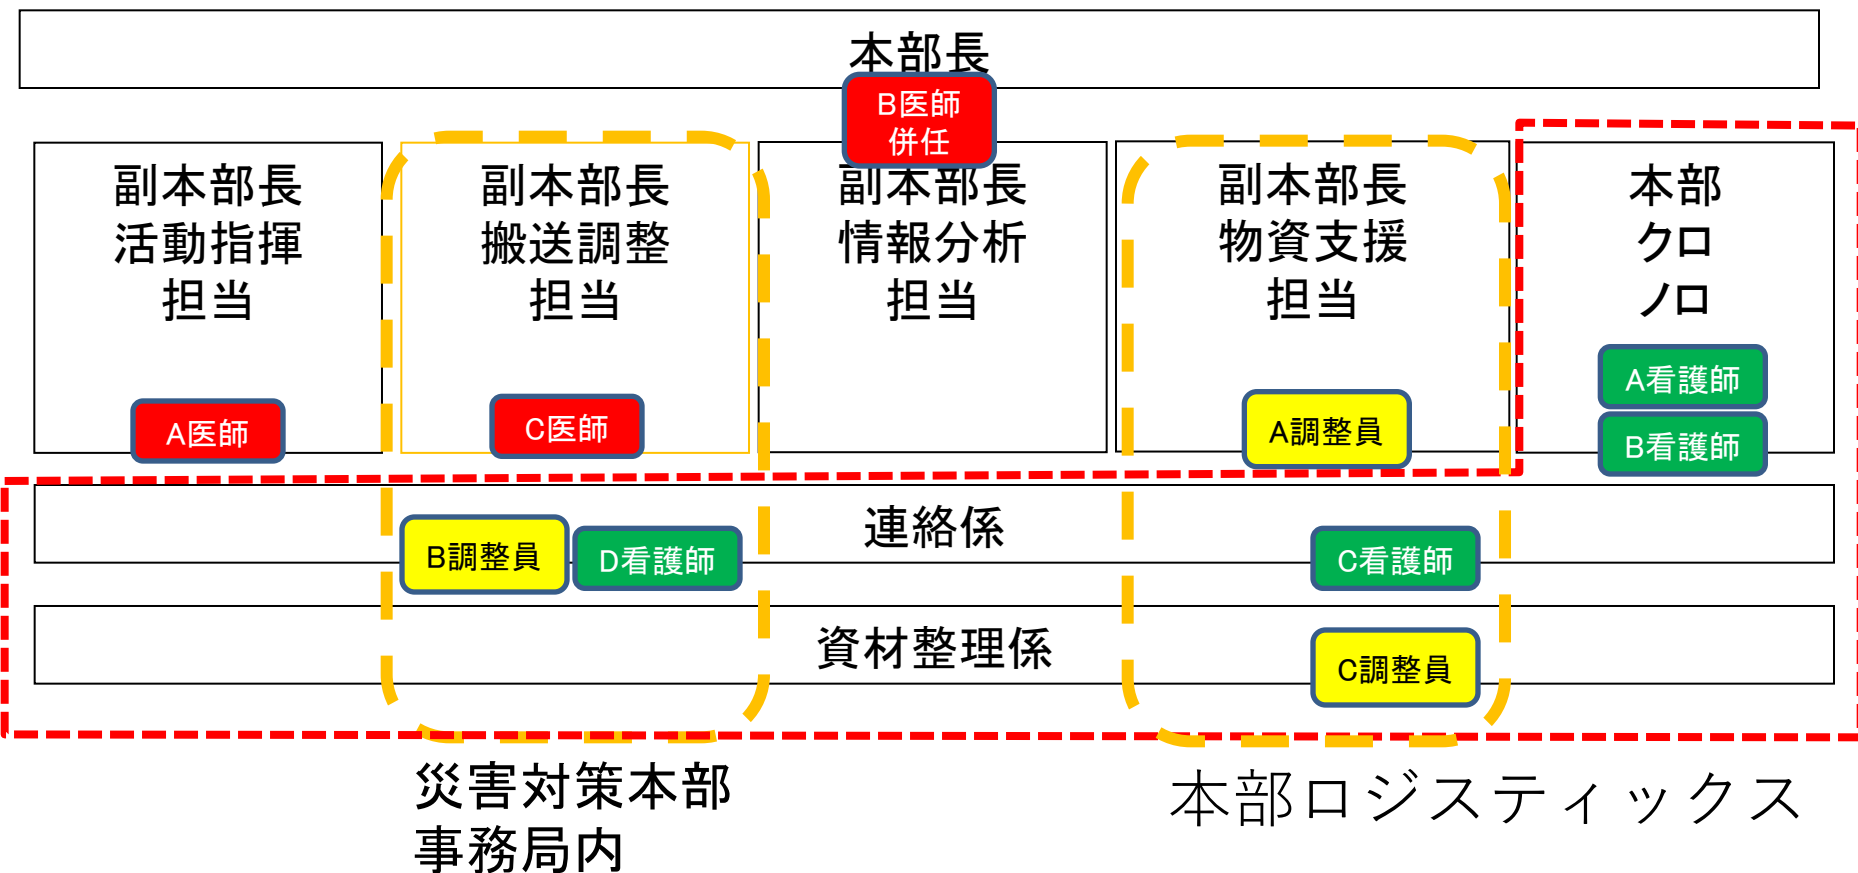 本部長
B医師
併任
副本部長
活動指揮
担当
A医師
副本部長
搬送調整
担当
C医師
副本部長
情報分析
担当
副本部長
物資支援
担当
A調整員
本部
クロ
ノロ
A看護師
B看護師
連絡係
B調整員
D看護師
C看護師
資材整理係
C調整員
災害対策本部
事務局内
本部ロジスティックス